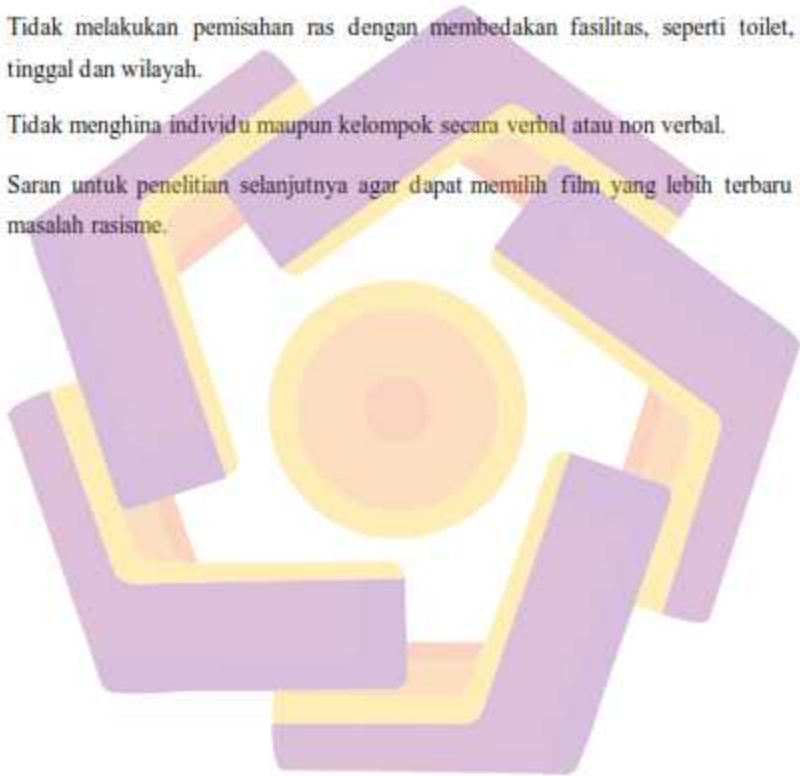 Tidak melakukan pemisahan ras dengan membedakan fasilitas, seperti toilet,
tinggal dan wilayah.
Tidak menghina individu maupun kelompok secara verbal atau non verbal.
Saran untuk penelitian selanjutnya agar dapat memilih film yang lebih terbaru
masalah rasisme.